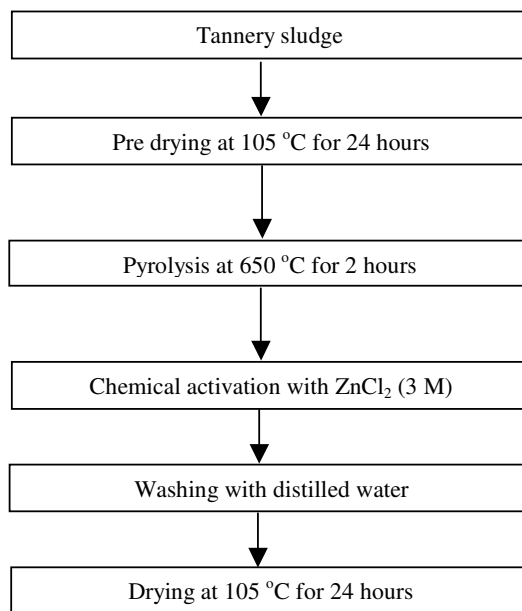 Tannery sludge
Pre drying at 105 °C for 24 hours
Pyrolysis at 650 °C for 2 hours
Chemical activation with ZnCl₂ (3 M)
Washing with distilled water
Drying at 105 °C for 24 hours